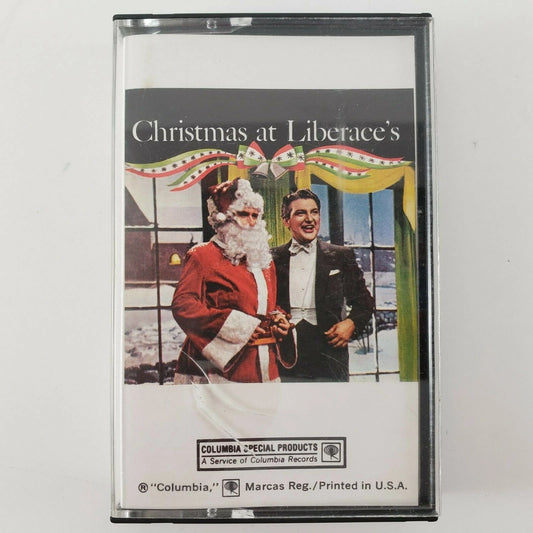 Christmas at Liberace's
COLUMBIA SPECIAL PRODUCTS
A Service of Columbia Records
® "Columbia," Marcas Reg./Printed in U.S.A.